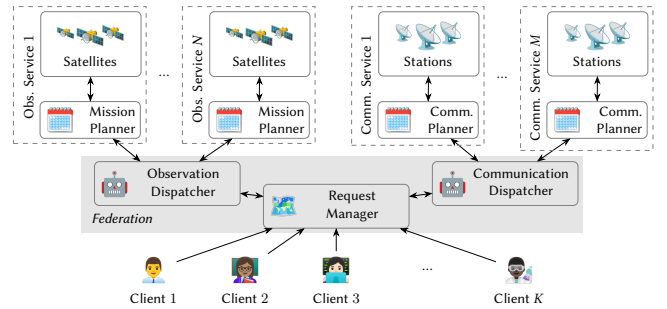 Obs. Service 1
Satellites
Mission
Planner
...
Obs. Service N
Satellites
Mission
Planner
Comm. Service 1
Stations
Comm.
Planner
...
Comm. Service M
Stations
Comm.
Planner
Observation
Dispatcher
Communication
Dispatcher
Request
Manager
Federation
...
Client 1
Client 2
Client 3
Client K